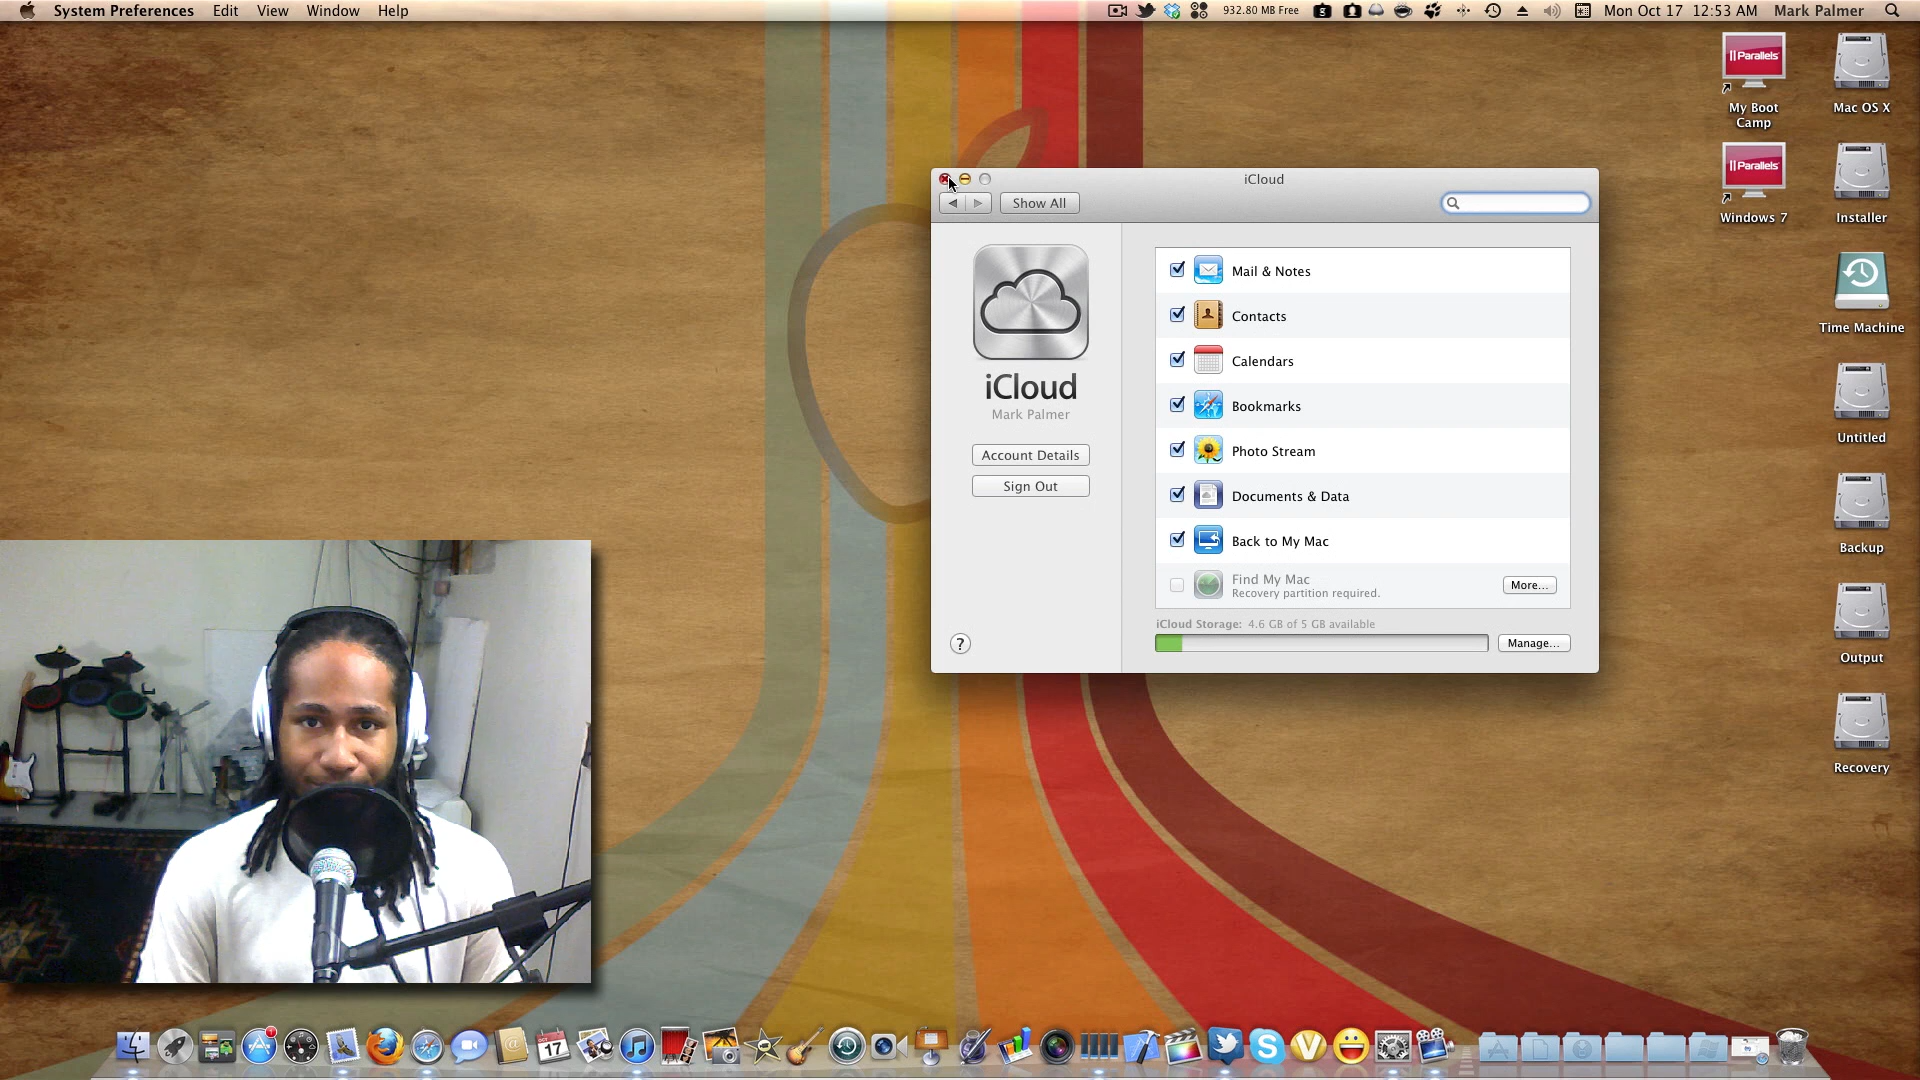 System Preferences Edit View Window Help
932.80 MB Free Mon Oct 17 12:53 AM Mark Palmer
Parallels
My Boot
Camp
Mac OS X
Parallels
Windows 7
Installer
Time Machine
Untitled
Backup
Output
Recovery
iCloud
Show All
iCloud
Mark Palmer
Account Details
Sign Out
Mail & Notes
Contacts
Calendars
Bookmarks
Photo Stream
Documents & Data
Back to My Mac
Find My Mac
Recovery partition required.
More...
iCloud Storage: 4.6 GB of 5 GB available
Manage...
?
17